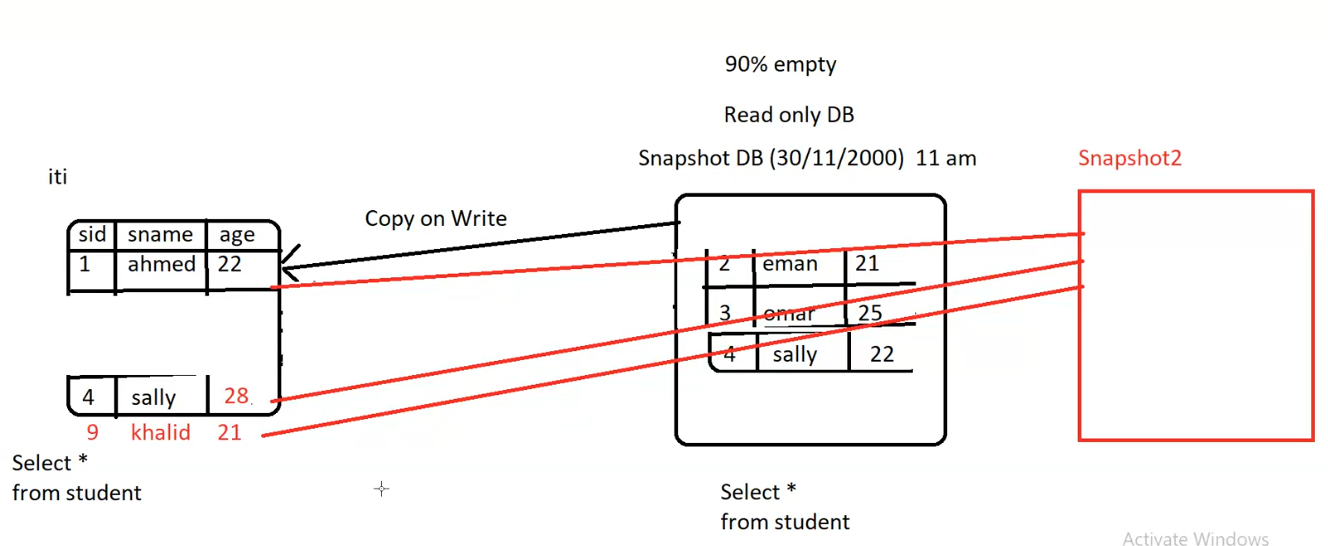 90% empty
Read only DB
Snapshot DB (30/11/2000)  11 am
Snapshot2
iti
Copy on Write
sid sname age
1 ahmed 22
4 sally 28
9 khalid 21
Select *
from student
2 eman 21
3 omar 25
4 sally 22
Select *
from student
Activate Windows